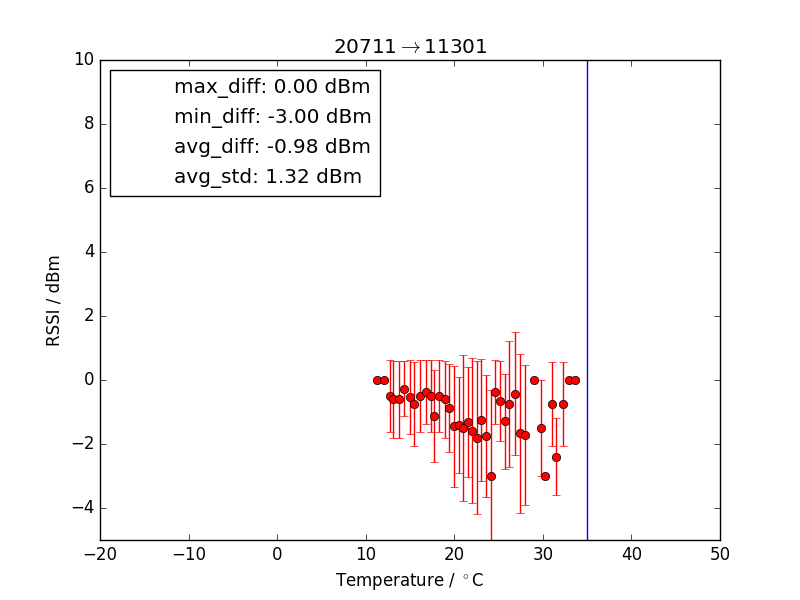 20711→11301
max_diff: 0.00 dBm
min_diff: -3.00 dBm
avg_diff: -0.98 dBm
avg_std: 1.32 dBm
10
8
6
4
2
0
−2
−4
RSSI / dBm
−20
−10
0
10
20
30
40
50
Temperature / °C